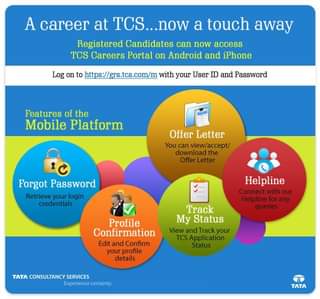 A career at TCS...now a touch away
Registered Candidates can now access
TCS Careers Portal on Android and iPhone
Log on to https://grs.tcs.com/m with your User ID and Password
Features of the
Mobile Platform
Forgot Password
Retrieve your login
credentials
Profile
Confirmation
Edit and Confirm
your profile
details
Offer Letter
You can view/accept/
download the
Offer Letter
Track
My Status
View and Track your
TCS Application
Status
Helpline
Connect with our
Helpline for any
queries
TATA CONSULTANCY SERVICES
Experience certainty.
TATA